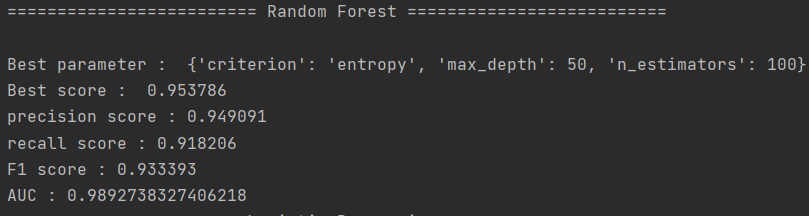 ========================= Random Forest ==========================
Best parameter :  {'criterion': 'entropy', 'max_depth': 50, 'n_estimators': 100}
Best score :  0.953786
precision score : 0.949091
recall score : 0.918206
F1 score : 0.933393
AUC : 0.9892738327406218